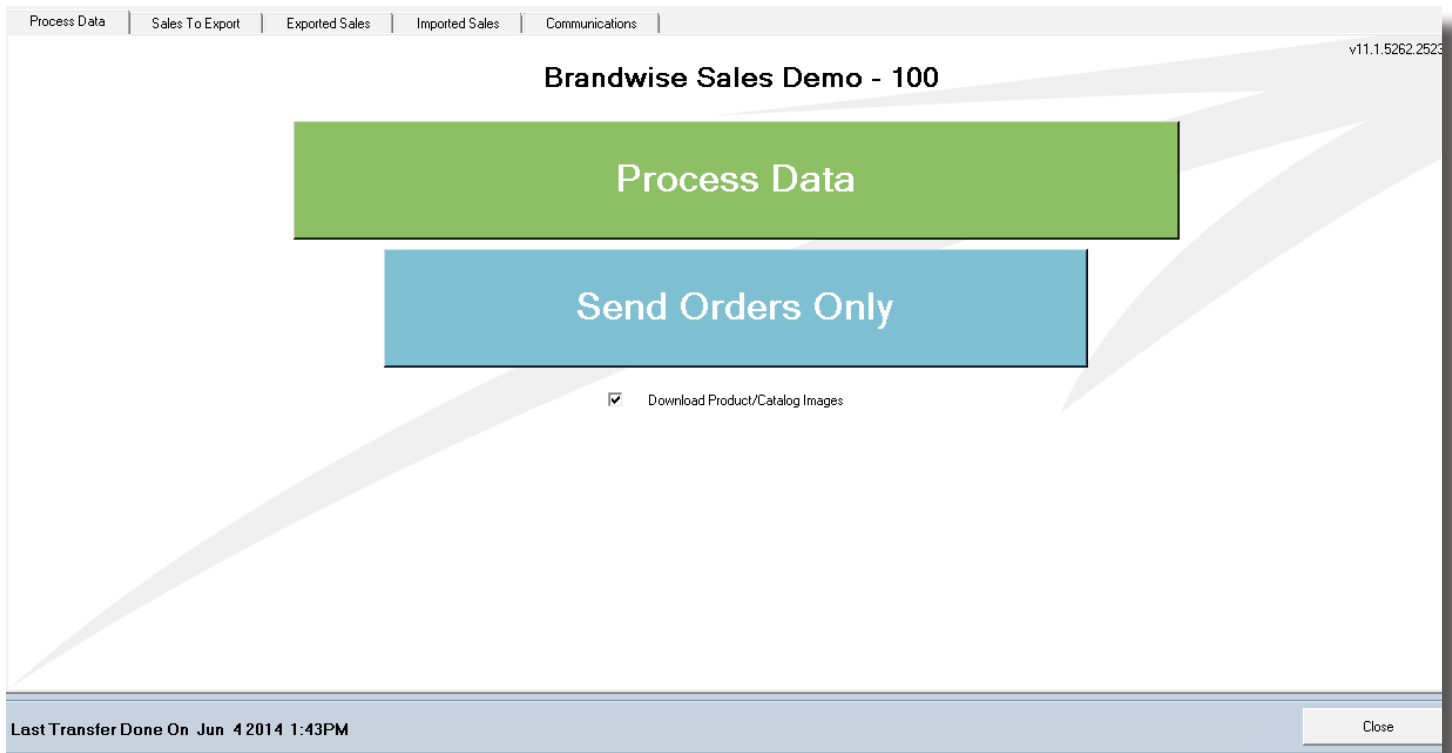 Process Data Sales To Export Exported Sales Imported Sales Communications
v11.1.5262.2523
Brandwise Sales Demo - 100
Process Data
Send Orders Only
Download Product/Catalog Images
Last Transfer Done On Jun 4 2014 1:43PM
Close